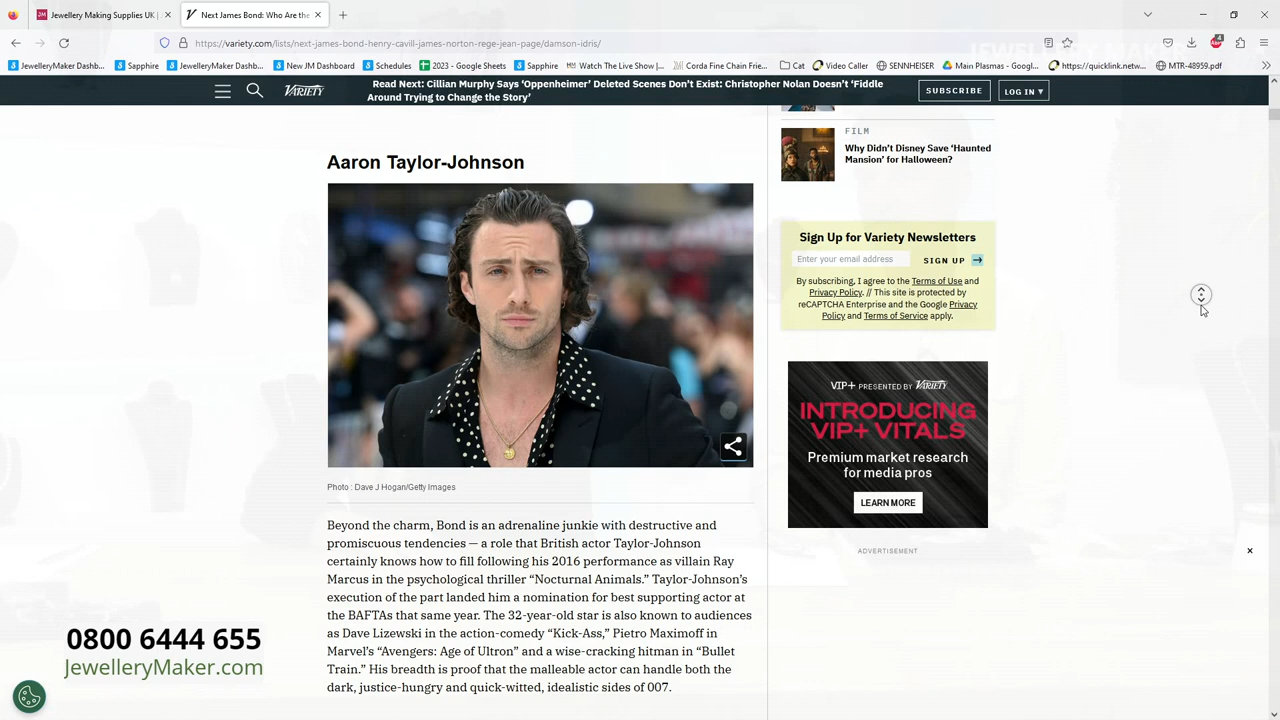 Jewellery Making Supplies UK |
Next James Bond: Who Are the
https://variety.com/lists/next-james-bond-henry-cavill-james-norton-rege-jean-page/damson-idris/
JewelleryMaker Dashb...
Sapphire
JewelleryMaker Dashb...
New JM Dashboard
Schedules
2023 - Google Sheets
Sapphire
Watch The Live Show |...
Corda Fine Chain Frie...
Cat
Video Caller
SENNHEISER
Main Plasmas - Googl...
https://quicklink.netw...
MTR-48959.pdf
VARIETY
Read Next: Cillian Murphy Says ‘Oppenheimer’ Deleted Scenes Don’t Exist: Christopher Nolan Doesn’t ‘Fiddle
Around Trying to Change the Story’
SUBSCRIBE
LOG IN ▾
Aaron Taylor-Johnson
Photo : Dave J Hogan/Getty Images
Beyond the charm, Bond is an adrenaline junkie with destructive and
promiscuous tendencies — a role that British actor Taylor-Johnson
certainly knows how to fill following his 2016 performance as villain Ray
Marcus in the psychological thriller “Nocturnal Animals.” Taylor-Johnson’s
execution of the part landed him a nomination for best supporting actor at
the BAFTAs that same year. The 32-year-old star is also known to audiences
as Dave Lizewski in the action-comedy “Kick-Ass,” Pietro Maximoff in
Marvel’s “Avengers: Age of Ultron” and a wise-cracking hitman in “Bullet
Train.” His breadth is proof that the malleable actor can handle both the
dark, justice-hungry and quick-witted, idealistic sides of 007.
FILM
Why Didn’t Disney Save ‘Haunted
Mansion’ for Halloween?
Sign Up for Variety Newsletters
Enter your email address
SIGN UP
By subscribing, I agree to the Terms of Use and
Privacy Policy. // This site is protected by
reCAPTCHA Enterprise and the Google Privacy
Policy and Terms of Service apply.
VIP+ PRESENTED BY VARIETY
INTRODUCING
VIP+ VITALS
Premium market research
for media pros
LEARN MORE
ADVERTISEMENT
0800 6444 655
JewelleryMaker.com